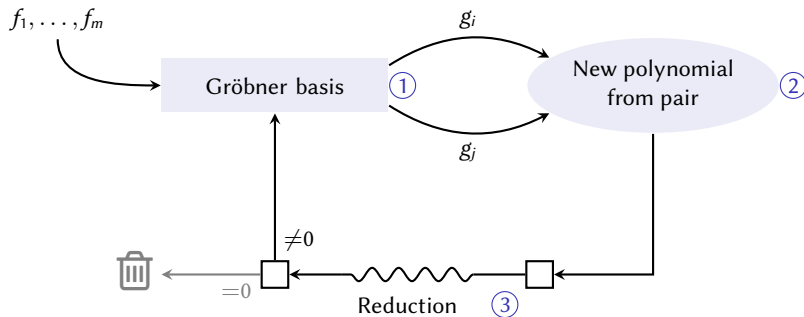 f₁, . . . , fₘ
gᵢ
Gröbner basis
①
New polynomial
from pair
②
gⱼ
≠0
=0
Reduction
③